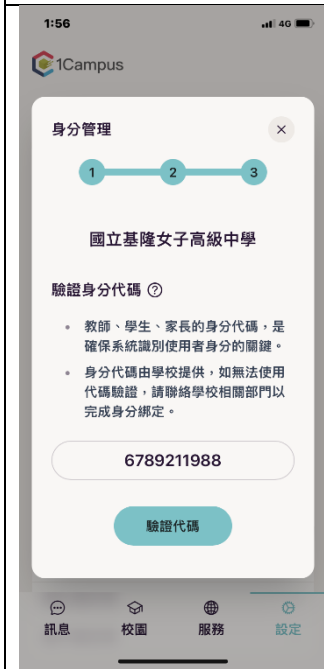 1:56
4G
1Campus
身分管理
×
1 2 3
國立基隆女子高級中學
驗證身分代碼 ?
• 教師、學生、家長的身分代碼，是
確保系統識別使用者身分的關鍵。
• 身分代碼由學校提供，如無法使用
代碼驗證，請聯絡學校相關部門以
完成身分綁定。
6789211988
驗證代碼
訊息 校園 服務 設定